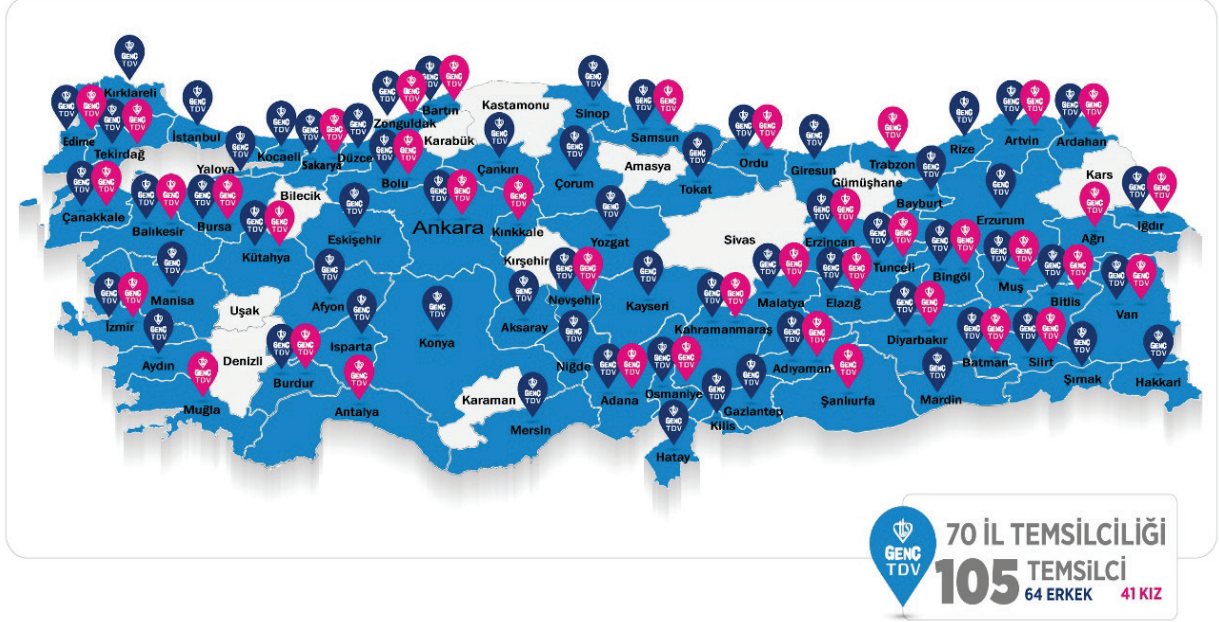 GENÇ TDV
Kırklareli
Edirne
Tekirdağ
İstanbul
Yalova
Kocaeli
Sakarya
Düzce
Zonguldak
Bartın
Karabük
Kastamonu
Sinop
Samsun
Ordu
Giresun
Trabzon
Rize
Artvin
Ardahan
Kars
Iğdır
Ağrı
Çanakkale
Balıkesir
Bursa
Bilecik
Bolu
Çankırı
Çorum
Amasya
Tokat
Gümüşhane
Bayburt
Erzurum
Kütahya
Eskişehir
Ankara
Kırıkkale
Yozgat
Sivas
Erzincan
Tunceli
Bingöl
Muş
Bitlis
Van
Manisa
Uşak
Afyon
Kırşehir
Nevşehir
Kayseri
Malatya
Elazığ
İzmir
Aydın
Denizli
Burdur
Isparta
Konya
Aksaray
Niğde
Kahramanmaraş
Adıyaman
Diyarbakır
Batman
Siirt
Şırnak
Hakkari
Muğla
Antalya
Karaman
Mersin
Adana
Osmaniye
Hatay
Kilis
Gaziantep
Şanlıurfa
Mardin
GENÇ
TDV
70 İL TEMSİLCİLİĞİ
105 TEMSİLCİ
64 ERKEK 41 KIZ